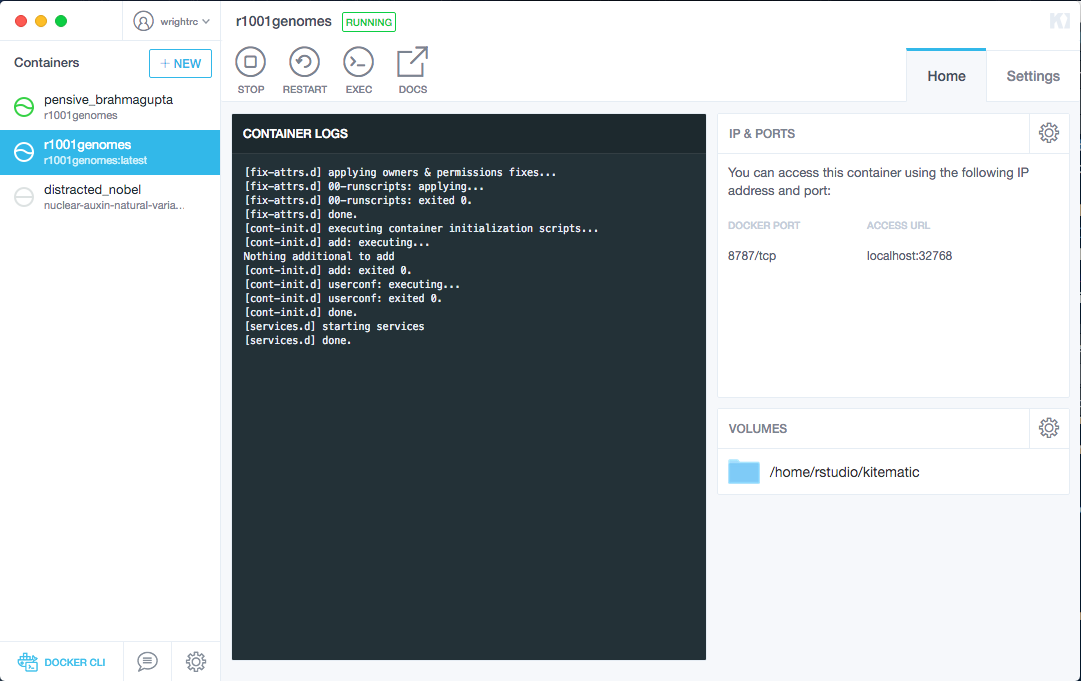 wrightrc
Containers
+ NEW
pensive_brahmagupta
r1001genomes
r1001genomes
r1001genomes:latest
distracted_nobel
nuclear-auxin-natural-varia...
DOCKER CLI
r1001genomes RUNNING
STOP RESTART EXEC DOCS
Home Settings
CONTAINER LOGS
[fix-attrs.d] applying owners & permissions fixes...
[fix-attrs.d] 00-runscripts: applying...
[fix-attrs.d] 00-runscripts: exited 0.
[fix-attrs.d] done.
[cont-init.d] executing container initialization scripts...
[cont-init.d] add: executing...
Nothing additional to add
[cont-init.d] add: exited 0.
[cont-init.d] userconf: executing...
[cont-init.d] userconf: exited 0.
[cont-init.d] done.
[services.d] starting services
[services.d] done.
IP & PORTS
You can access this container using the following IP
address and port:
DOCKER PORT ACCESS URL
8787/tcp localhost:32768
VOLUMES
/home/rstudio/kitematic